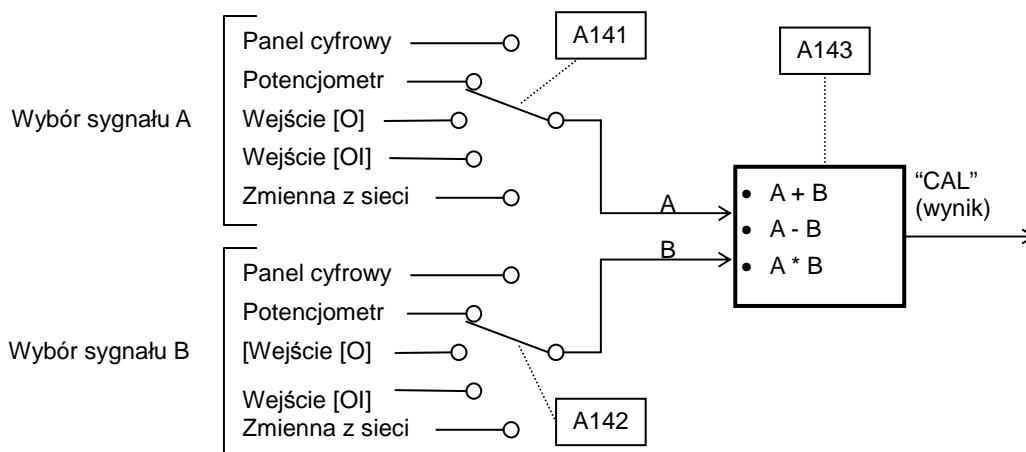 Wybór sygnału A
Panel cyfrowy
Potencjometr
Wejście [O]
Wejście [OI]
Zmienna z sieci
A141
A143
A
B
• A + B
• A - B
• A * B
“CAL”
(wynik)
Wybór sygnału B
Panel cyfrowy
Potencjometr
[Wejście [O]
Wejście [OI]
Zmienna z sieci
A142